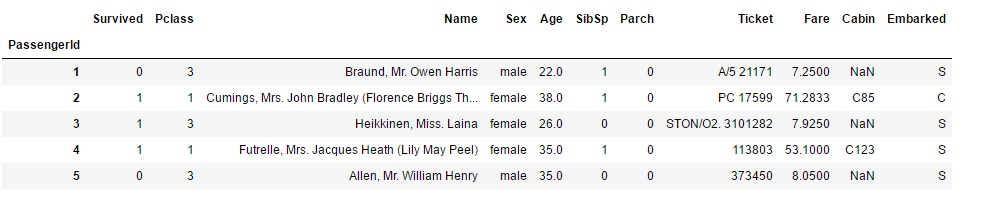 Survived Pclass Name Sex Age SibSp Parch Ticket Fare Cabin Embarked
PassengerId
1 0 3 Braund, Mr. Owen Harris male 22.0 1 0 A/5 21171 7.2500 NaN S
2 1 1 Cumings, Mrs. John Bradley (Florence Briggs Th... female 38.0 1 0 PC 17599 71.2833 C85 C
3 1 3 Heikkinen, Miss. Laina female 26.0 0 0 STON/O2. 3101282 7.9250 NaN S
4 1 1 Futrelle, Mrs. Jacques Heath (Lily May Peel) female 35.0 1 0 113803 53.1000 C123 S
5 0 3 Allen, Mr. William Henry male 35.0 0 0 373450 8.0500 NaN S